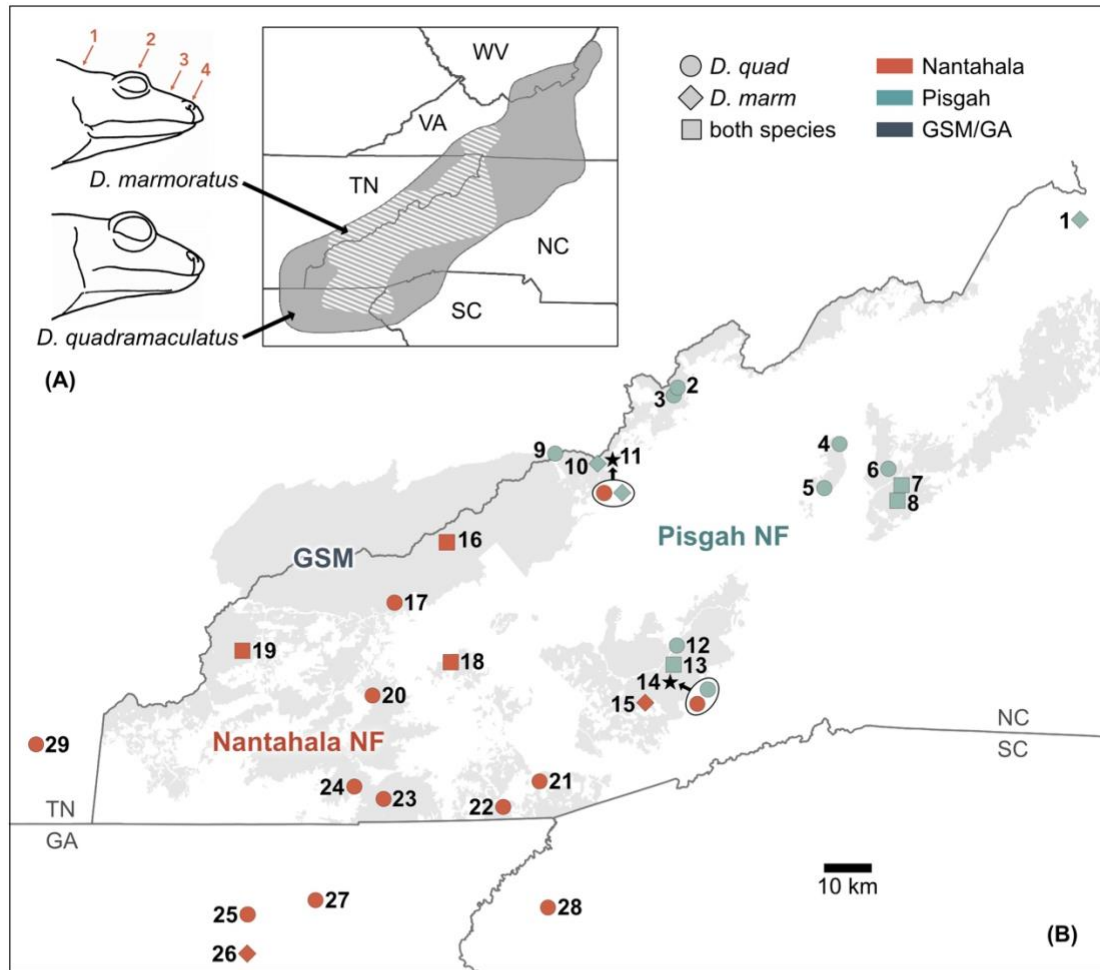 1 2 3 4
D. marmoratus
D. quadramaculatus
(A)
WV
VA
TN
NC
SC
D. quad
D. marm
both species
Nantahala
Pisgah
GSM/GA
1
2
3
4
5
6
7
8
9
10
11
Pisgah NF
GSM
16
17
12
13
14
15
19
18
20
Nantahala NF
29
24
23
22
21
NC
SC
TN
GA
10 km
27
25
28
26
(B)